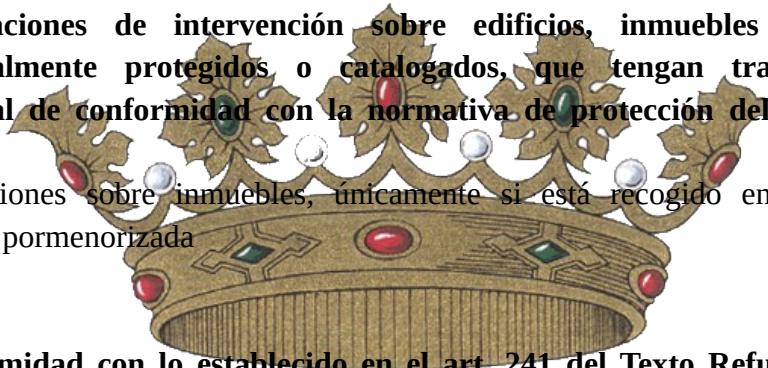 aciones de intervención sobre edificios, inmuebles
almente protegidos o catalogados, que tengan tra
al de conformidad con la normativa de protección del
iones sobre inmuebles, únicamente si está recogido en
pormenorizada
midad con lo establecido en el art. 241 del Texto Refu